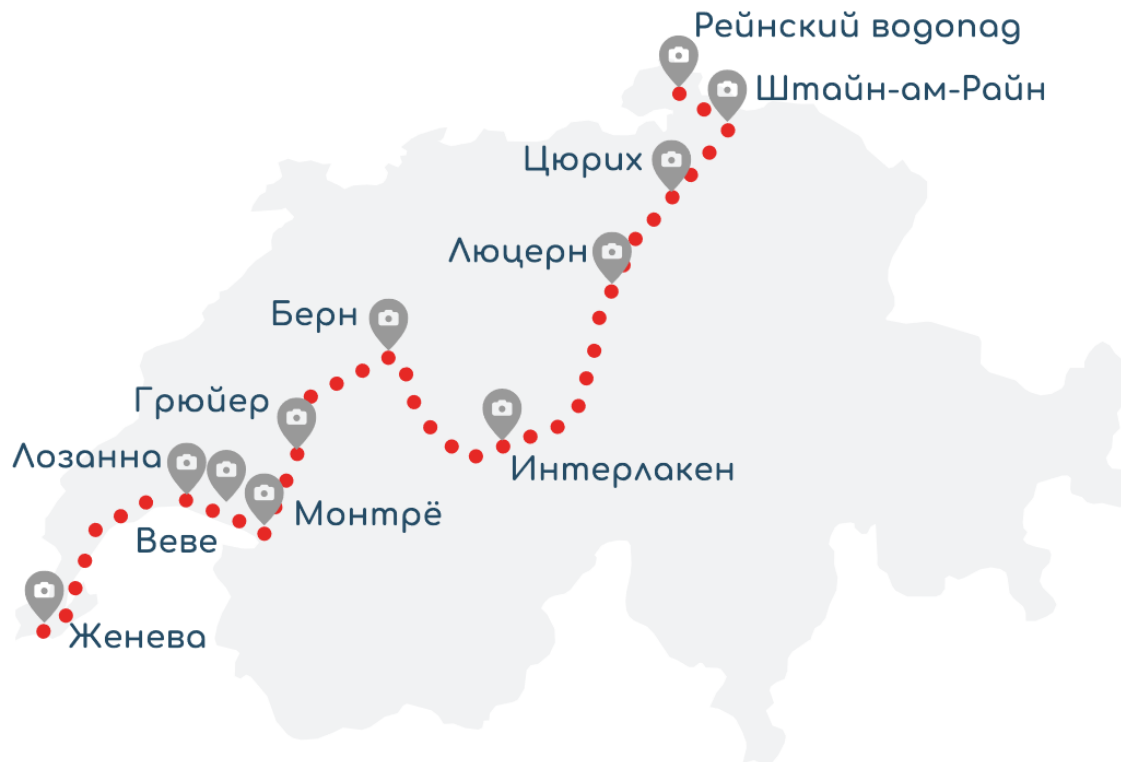 Рейнский водопад
Штайн-ам-Райн
Цюрих
Люцерн
Берн
Грюйер
Лозанна
Интерлакен
Монтрё
Веве
Женева